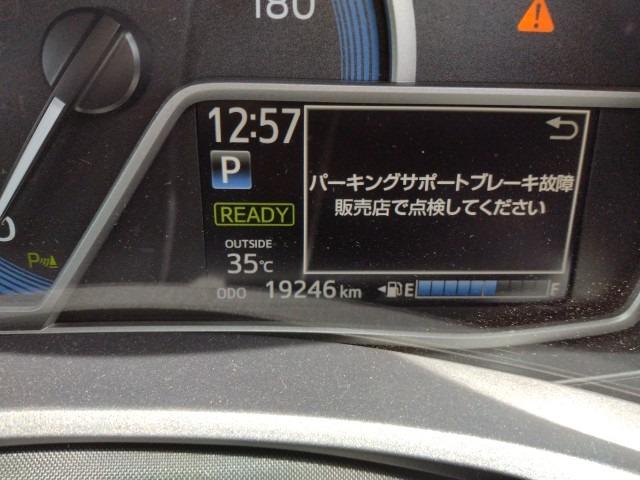 180
12:57
P
パーキングサポートブレーキ故障
販売店で点検してください
READY
OUTSIDE
35℃
P
ODO 19246 km
E F
0